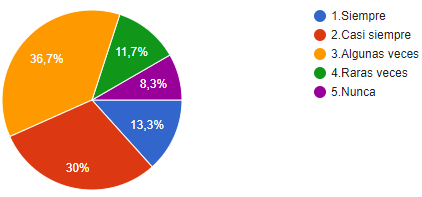 1.Siempre
2.Casi siempre
3.Algunas veces
4.Raras veces
5.Nunca
36,7%
11,7%
8,3%
13,3%
30%